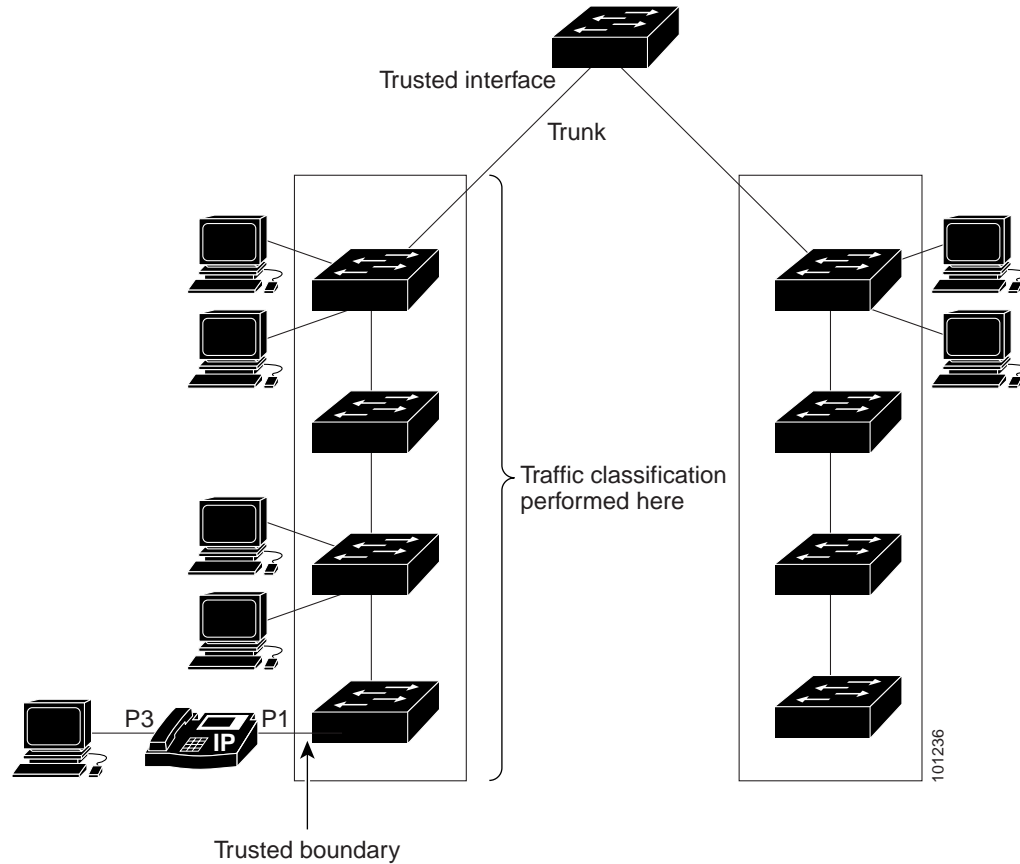 Trusted interface
Trunk
Traffic classification
performed here
P3
IP
P1
101236
Trusted boundary